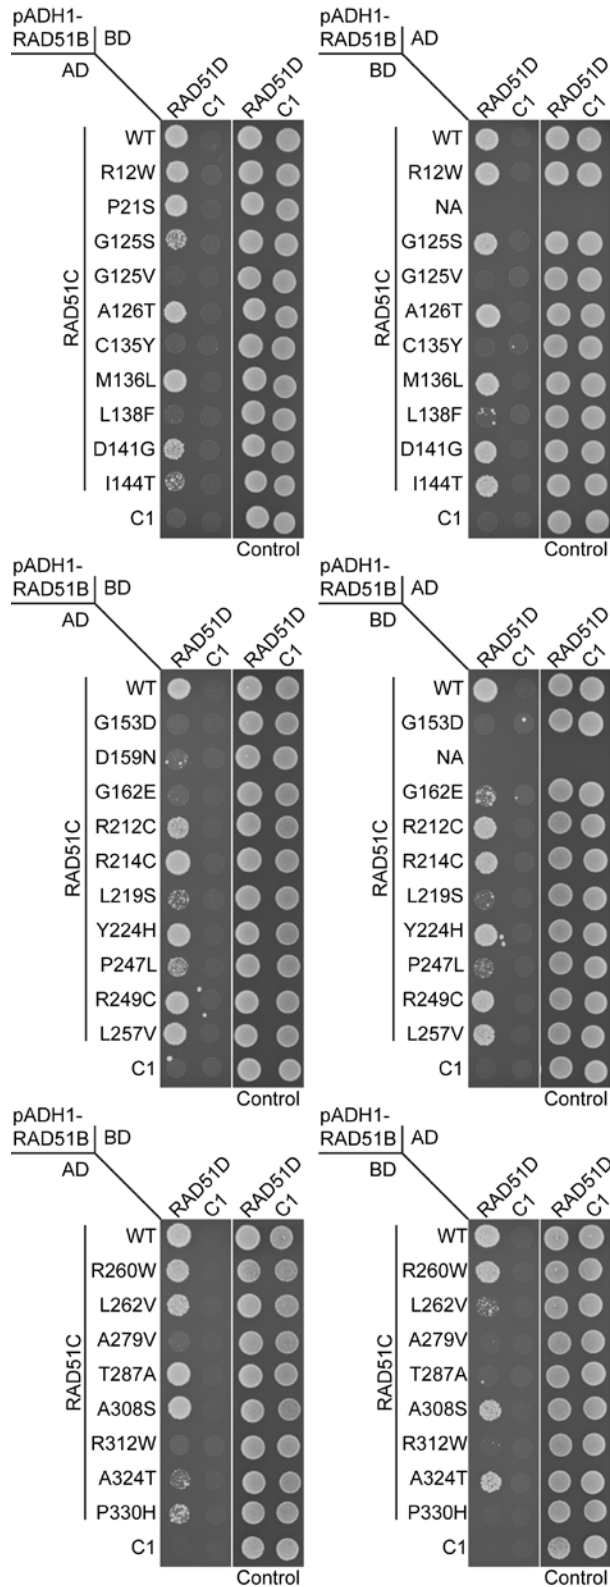 pADH1-
RAD51B BD
AD
RAD51D C1 RAD51D C1
WT
R12W
P21S
G125S
G125V
A126T
C135Y
M136L
L138F
D141G
I144T
C1
RAD51C
Control
pADH1-
RAD51B AD
BD
RAD51D C1 RAD51D C1
WT
R12W
NA
G125S
G125V
A126T
C135Y
M136L
L138F
D141G
I144T
C1
RAD51C
Control
pADH1-
RAD51B BD
AD
RAD51D C1 RAD51D C1
WT
G153D
D159N
G162E
R212C
R214C
L219S
Y224H
P247L
R249C
L257V
C1
RAD51C
Control
pADH1-
RAD51B AD
BD
RAD51D C1 RAD51D C1
WT
G153D
NA
G162E
R212C
R214C
L219S
Y224H
P247L
R249C
L257V
C1
RAD51C
Control
pADH1-
RAD51B BD
AD
RAD51D C1 RAD51D C1
WT
R260W
L262V
A279V
T287A
A308S
R312W
A324T
P330H
C1
RAD51C
Control
pADH1-
RAD51B AD
BD
RAD51D C1 RAD51D C1
WT
R260W
L262V
A279V
T287A
A308S
R312W
A324T
P330H
C1
RAD51C
Control